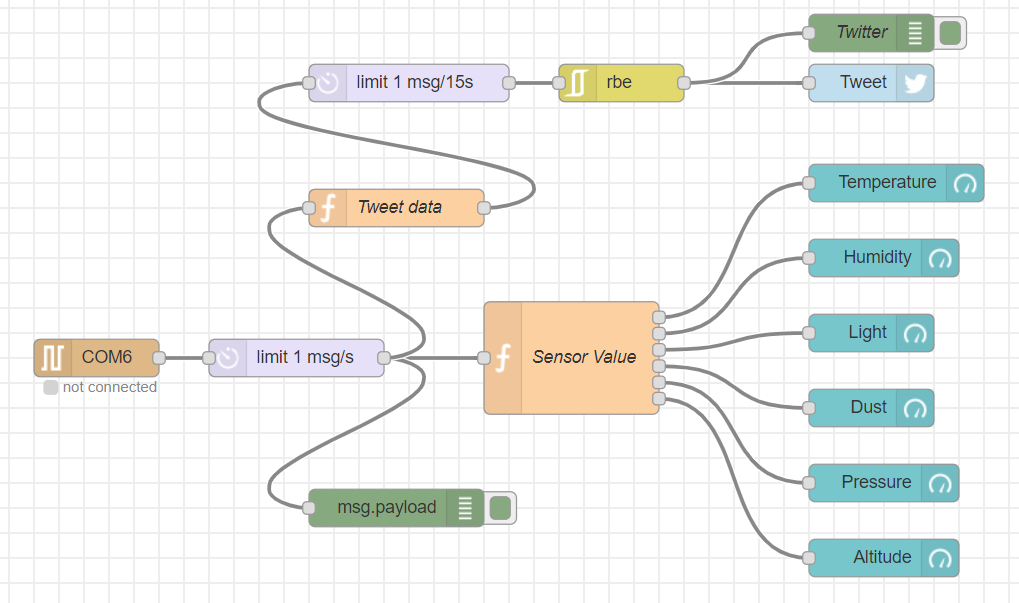 Twitter
limit 1 msg/15s
rbe
Tweet
Temperature
Tweet data
Humidity
Light
COM6
limit 1 msg/s
Sensor Value
not connected
Dust
Pressure
msg.payload
Altitude